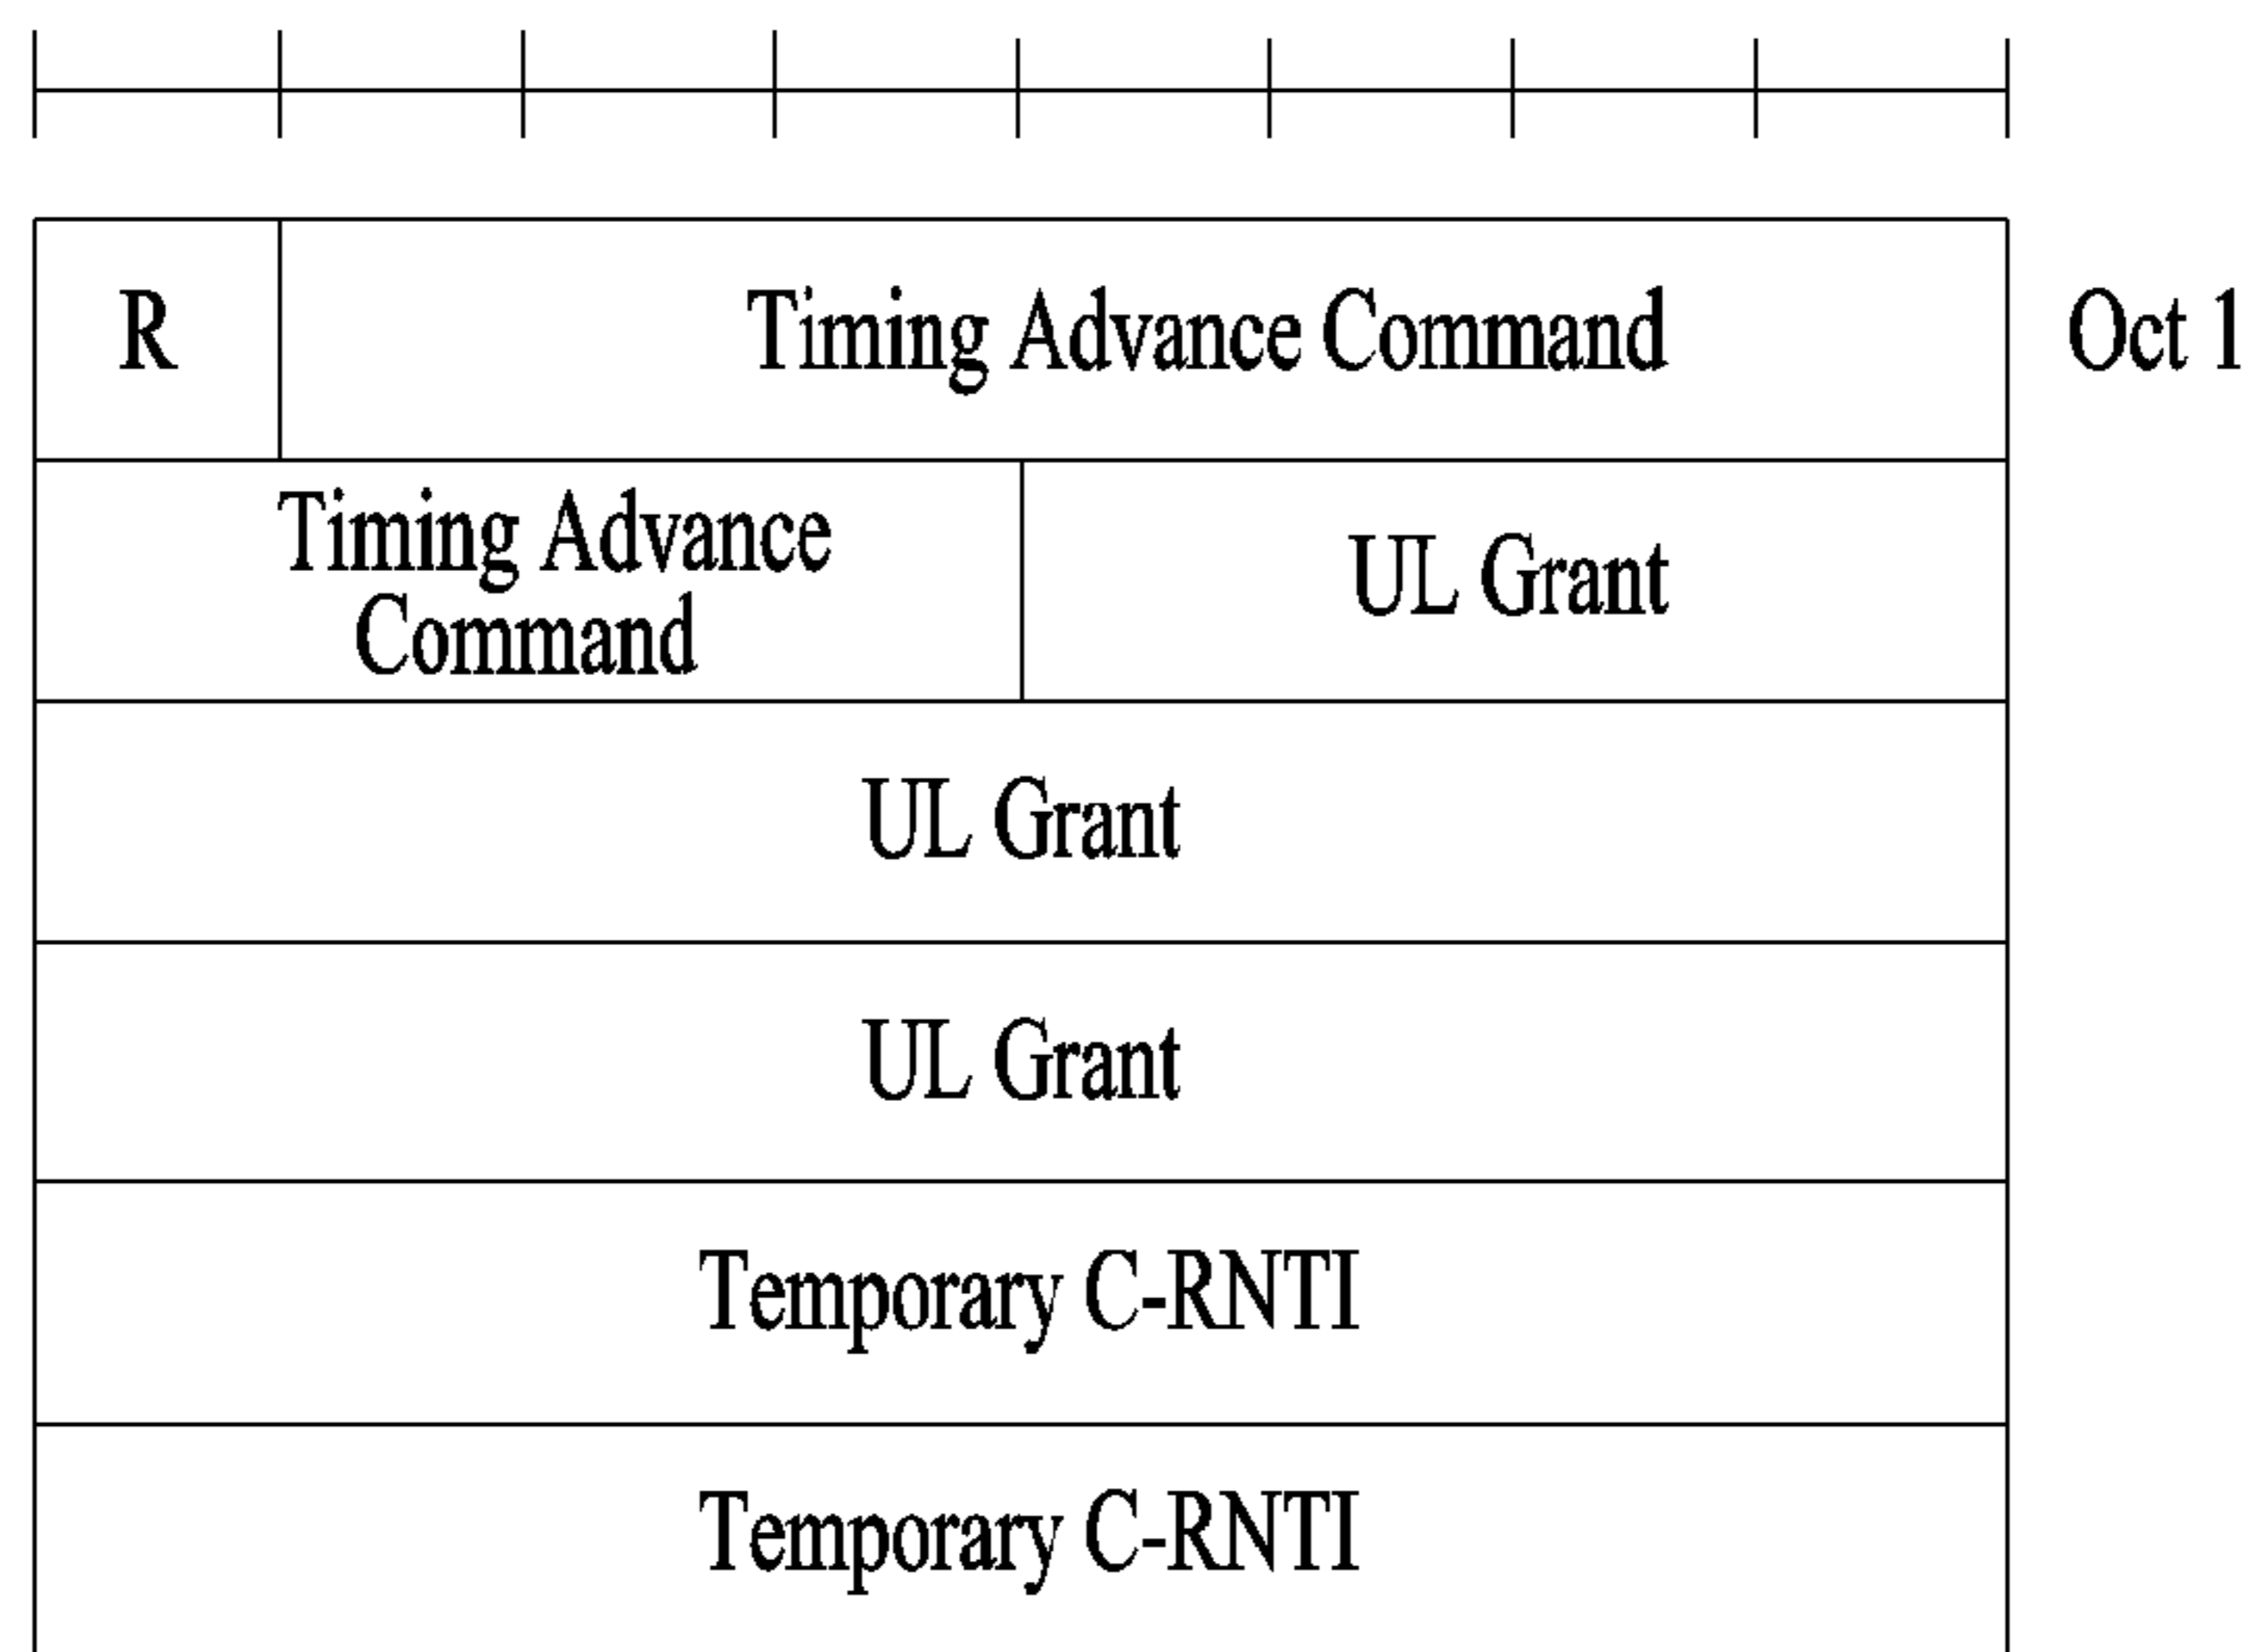 R
Timing Advance Command
Oct 1
Timing Advance
Command
UL Grant
UL Grant
UL Grant
Temporary C-RNTI
Temporary C-RNTI